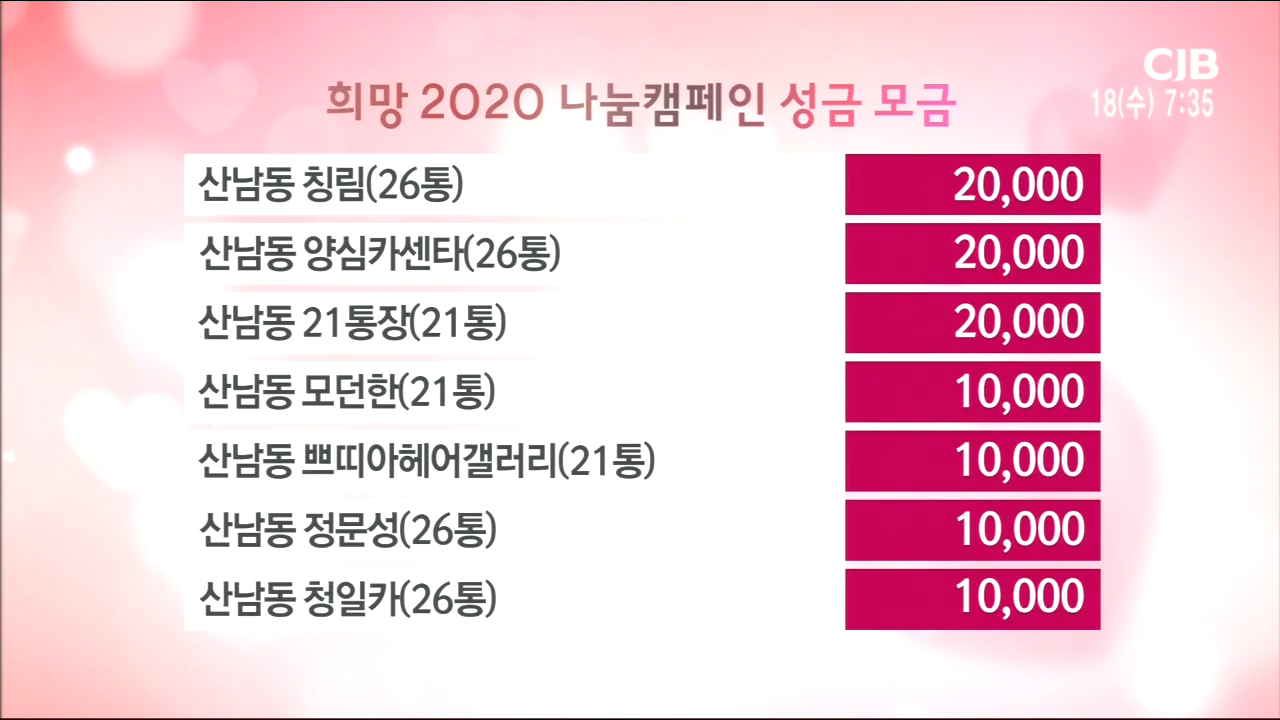 CJB
희망 2020 나눔캠페인 성금 모금
18(수) 7:35
산남동 칭림(26통) 20,000
산남동 양심카센타(26통) 20,000
산남동 21통장(21통) 20,000
산남동 모던한(21통) 10,000
산남동 쁘띠아헤어갤러리(21통) 10,000
산남동 정문성(26통) 10,000
산남동 청일카(26통) 10,000